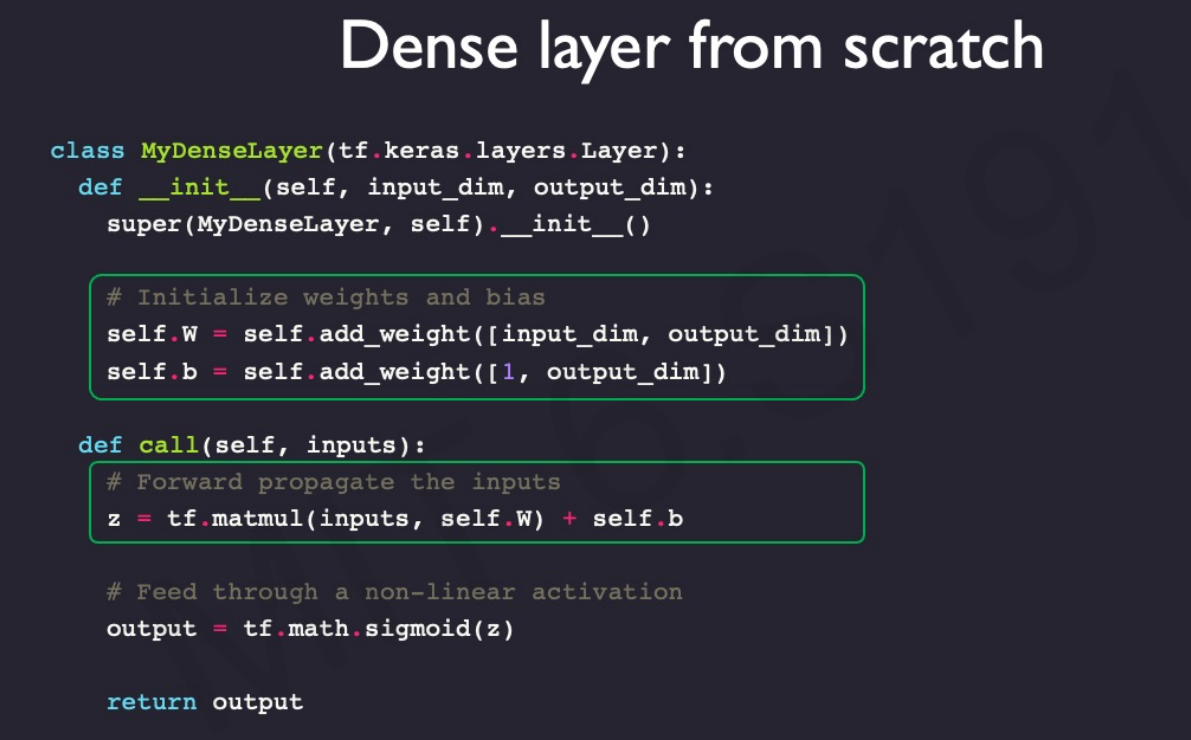 Dense layer from scratch
class MyDenseLayer(tf.keras.layers.Layer):
def __init__(self, input_dim, output_dim):
super(MyDenseLayer, self).__init__()
# Initialize weights and bias
self.W = self.add_weight([input_dim, output_dim])
self.b = self.add_weight([1, output_dim])
def call(self, inputs):
# Forward propagate the inputs
z = tf.matmul(inputs, self.W) + self.b
# Feed through a non-linear activation
output = tf.math.sigmoid(z)
return output
MIT 6.S191